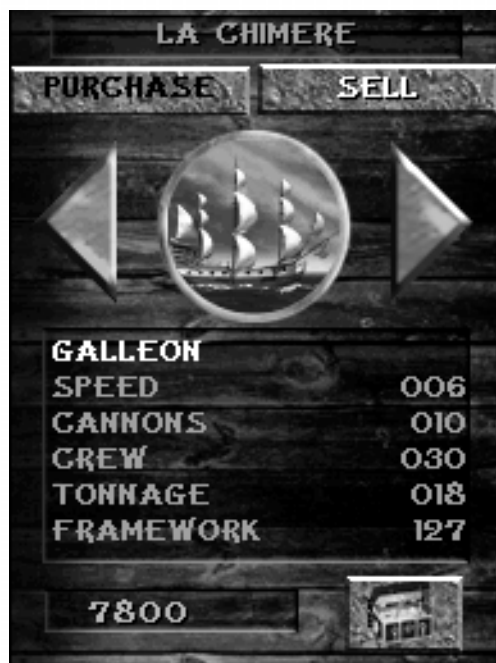 LA CHIMERE
PURCHASE SELL
GALLEON
SPEED 006
CANNONS 010
CREW 030
TONNAGE 018
FRAMEWORK 127
7800